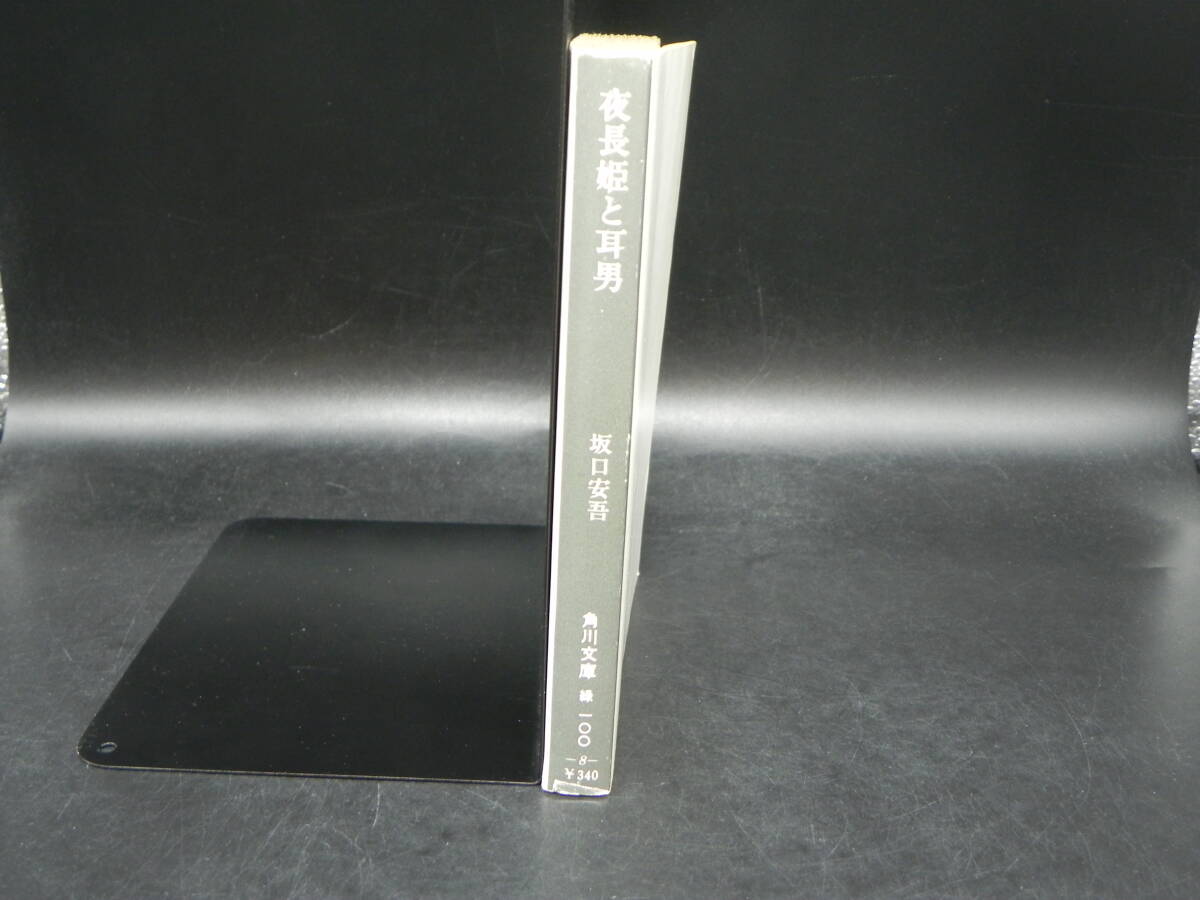 夜長姫と耳男
坂口安吾
角川文庫 緑 一〇〇
—8—
¥340